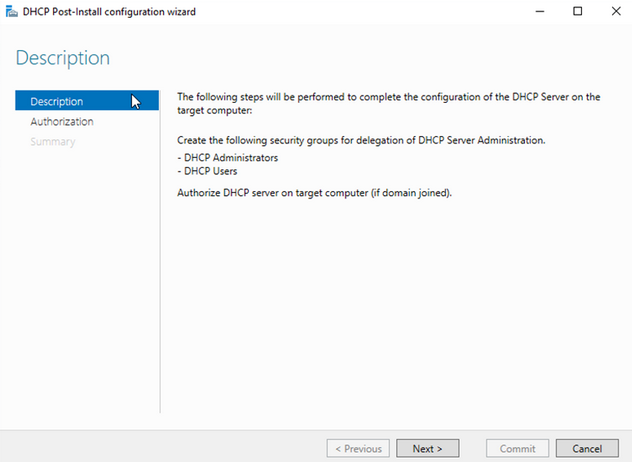 DHCP Post-Install configuration wizard
Description
Description
Authorization
Summary
The following steps will be performed to complete the configuration of the DHCP Server on the
target computer:
Create the following security groups for delegation of DHCP Server Administration.
- DHCP Administrators
- DHCP Users
Authorize DHCP server on target computer (if domain joined).
< Previous
Next >
Commit
Cancel